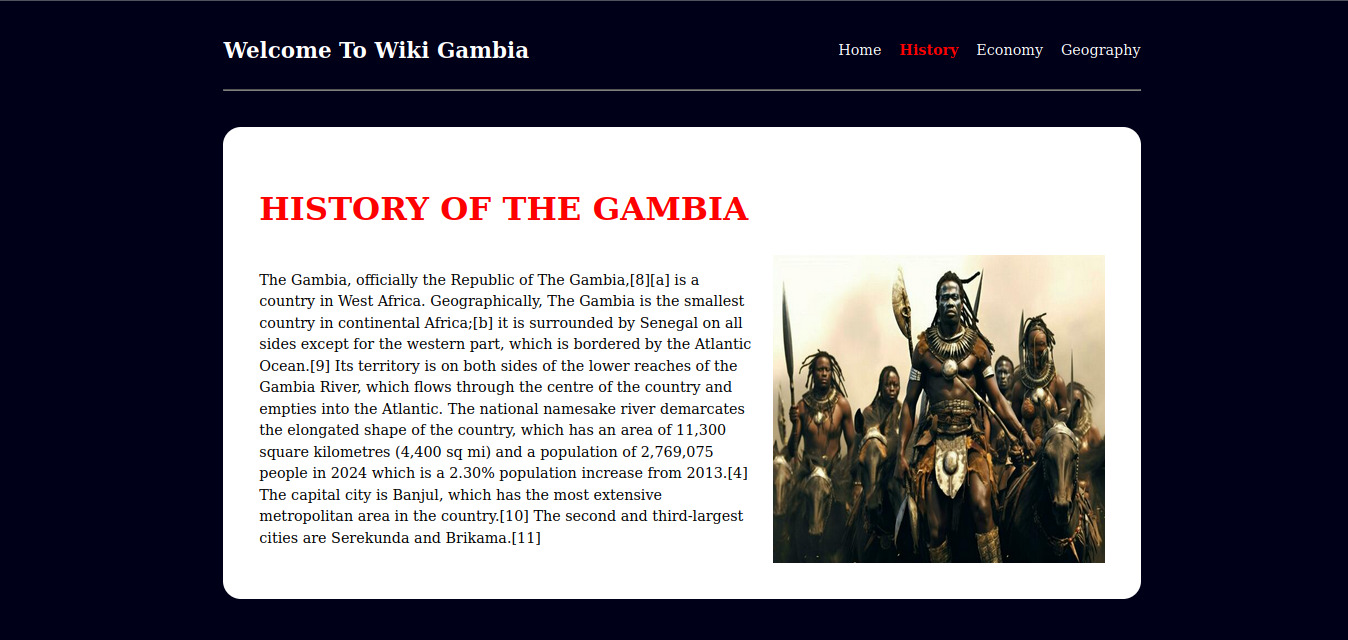 Welcome To Wiki Gambia
Home History Economy Geography
HISTORY OF THE GAMBIA
The Gambia, officially the Republic of The Gambia,[8][a] is a
country in West Africa. Geographically, The Gambia is the smallest
country in continental Africa;[b] it is surrounded by Senegal on all
sides except for the western part, which is bordered by the Atlantic
Ocean.[9] Its territory is on both sides of the lower reaches of the
Gambia River, which flows through the centre of the country and
empties into the Atlantic. The national namesake river demarcates
the elongated shape of the country, which has an area of 11,300
square kilometres (4,400 sq mi) and a population of 2,769,075
people in 2024 which is a 2.30% population increase from 2013.[4]
The capital city is Banjul, which has the most extensive
metropolitan area in the country.[10] The second and third-largest
cities are Serekunda and Brikama.[11]